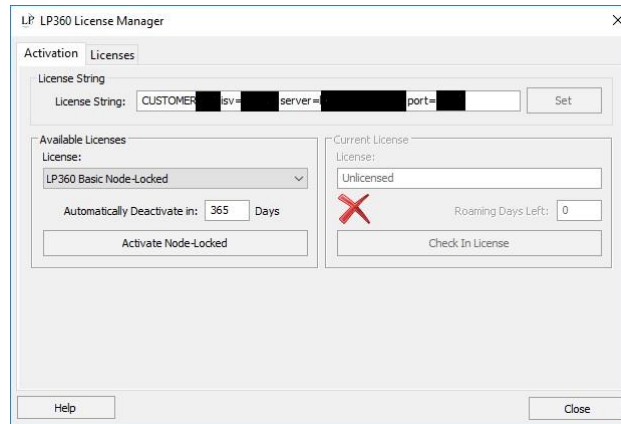 LP360 License Manager
Activation Licenses
License String
License String: CUSTOMER isv= server= port= Set
Available Licenses
License:
LP360 Basic Node-Locked
Automatically Deactivate in: 365 Days
Activate Node-Locked
Current License
License:
Unlicensed
Roaming Days Left: 0
Check In License
Help Close